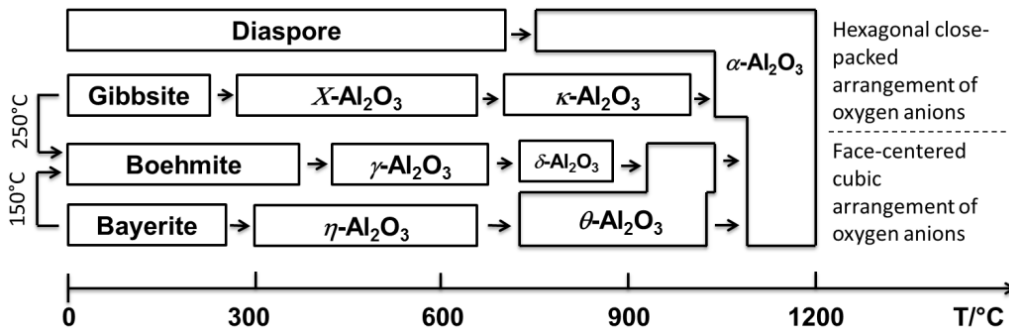 Diaspore
α-Al₂O₃
Hexagonal close-
packed
arrangement of
oxygen anions
250°C
Gibbsite
X-Al₂O₃
κ-Al₂O₃
150°C
Boehmite
γ-Al₂O₃
δ-Al₂O₃
Face-centered
cubic
arrangement of
oxygen anions
Bayerite
η-Al₂O₃
θ-Al₂O₃
0 300 600 900 1200 T/°C